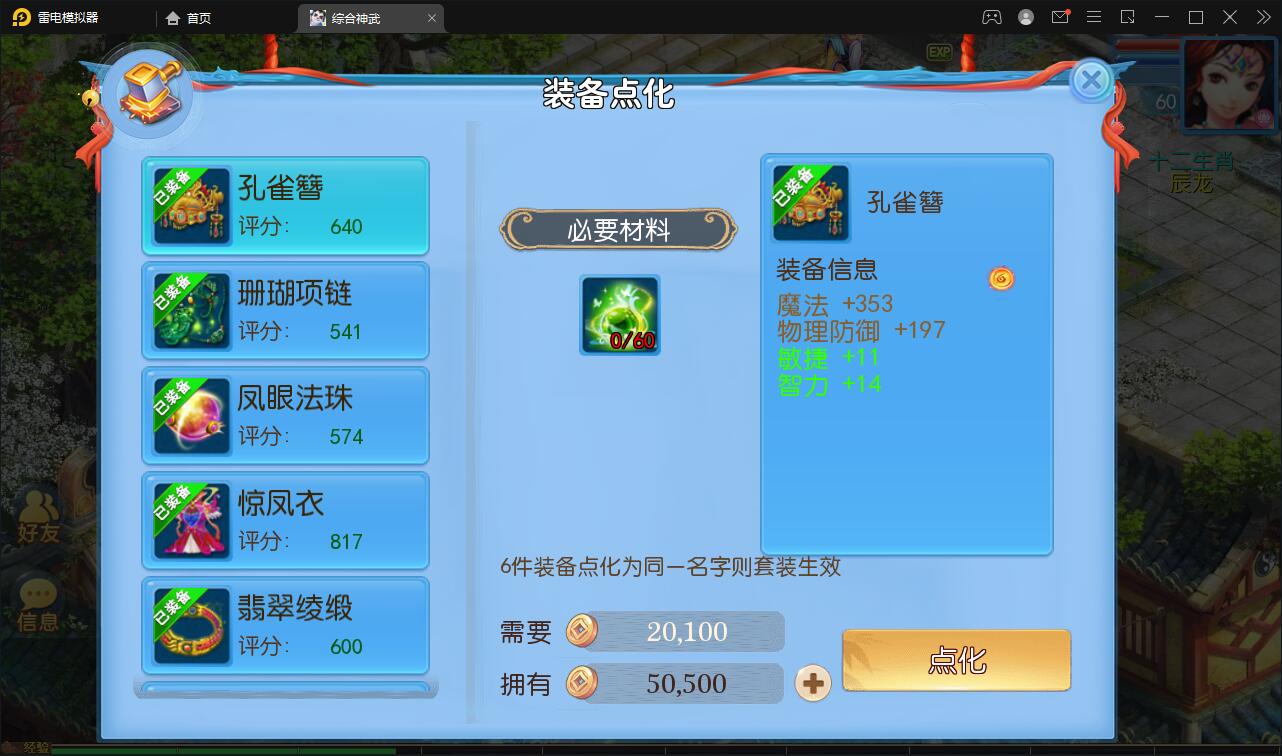 雷电模拟器
首页
综合神武
装备点化
EXP
60
十二生肖
辰龙
已装备
孔雀簪
评分： 640
已装备
珊瑚项链
评分： 541
已装备
凤眼法珠
评分： 574
已装备
惊凤衣
评分： 817
已装备
翡翠绫缎
评分： 600
必要材料
0/60
已装备
孔雀簪
装备信息
魔法 +353
物理防御 +197
敏捷 +11
智力 +14
6件装备点化为同一名字则套装生效
需要 20,100
拥有 50,500
点化
好友
信息
经验